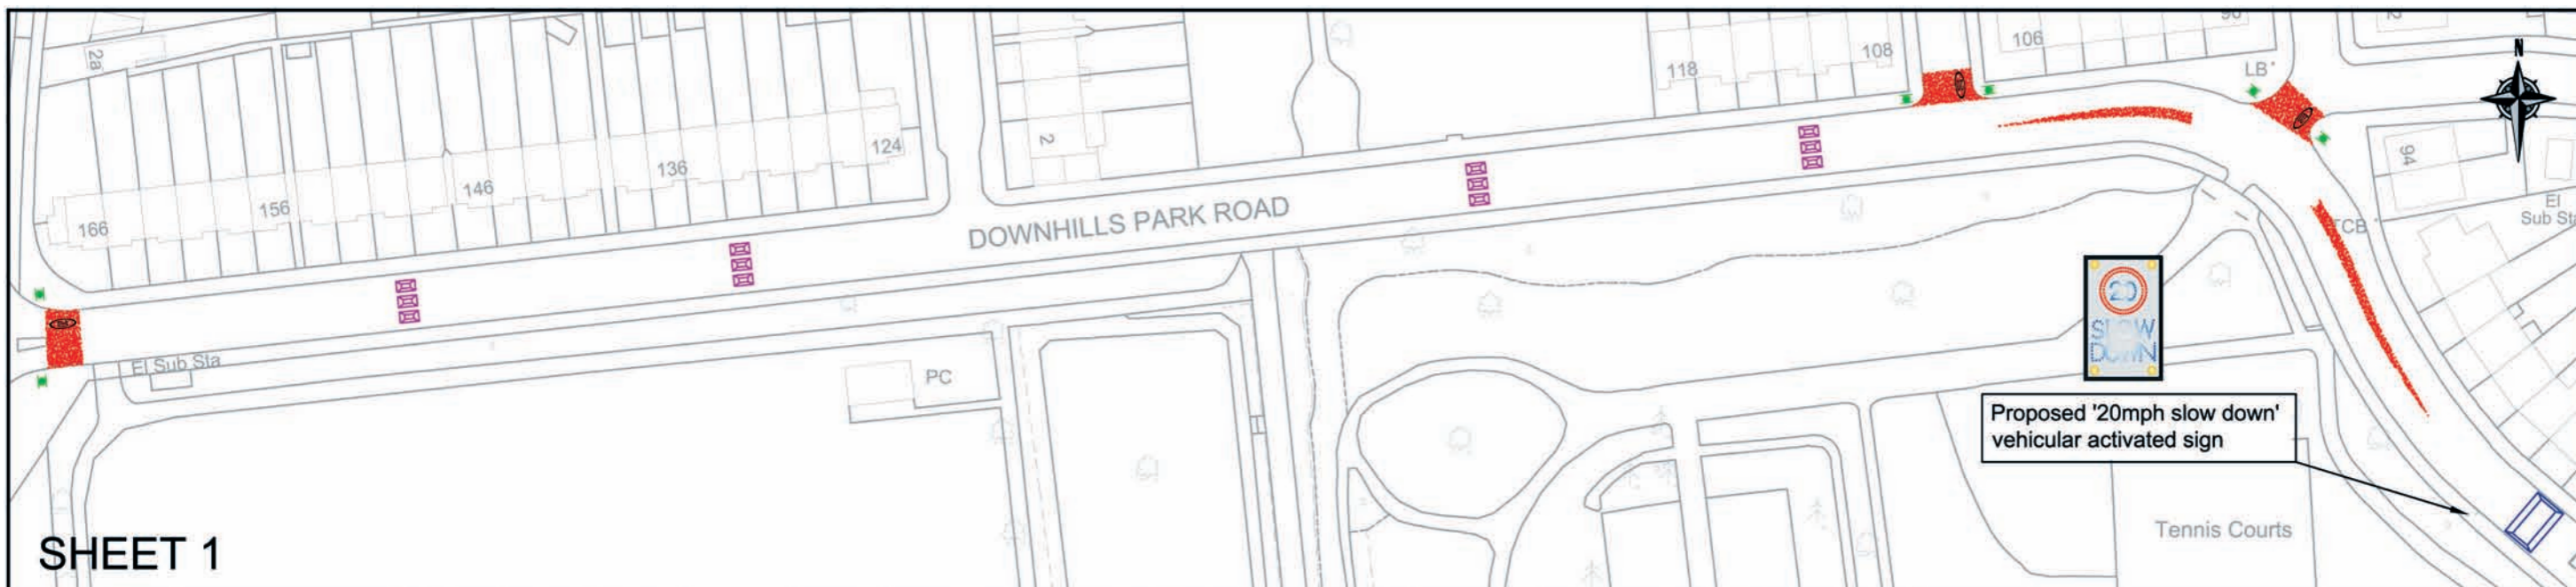 2a
166
156
146
136
124
2
118
108
106
LB
N
94
El
Sub Sta
TCB
DOWNHILLS PARK ROAD
20
SLOW
DOWN
El Sub Sta
PC
Proposed '20mph slow down'
vehicular activated sign
Tennis Courts
SHEET 1